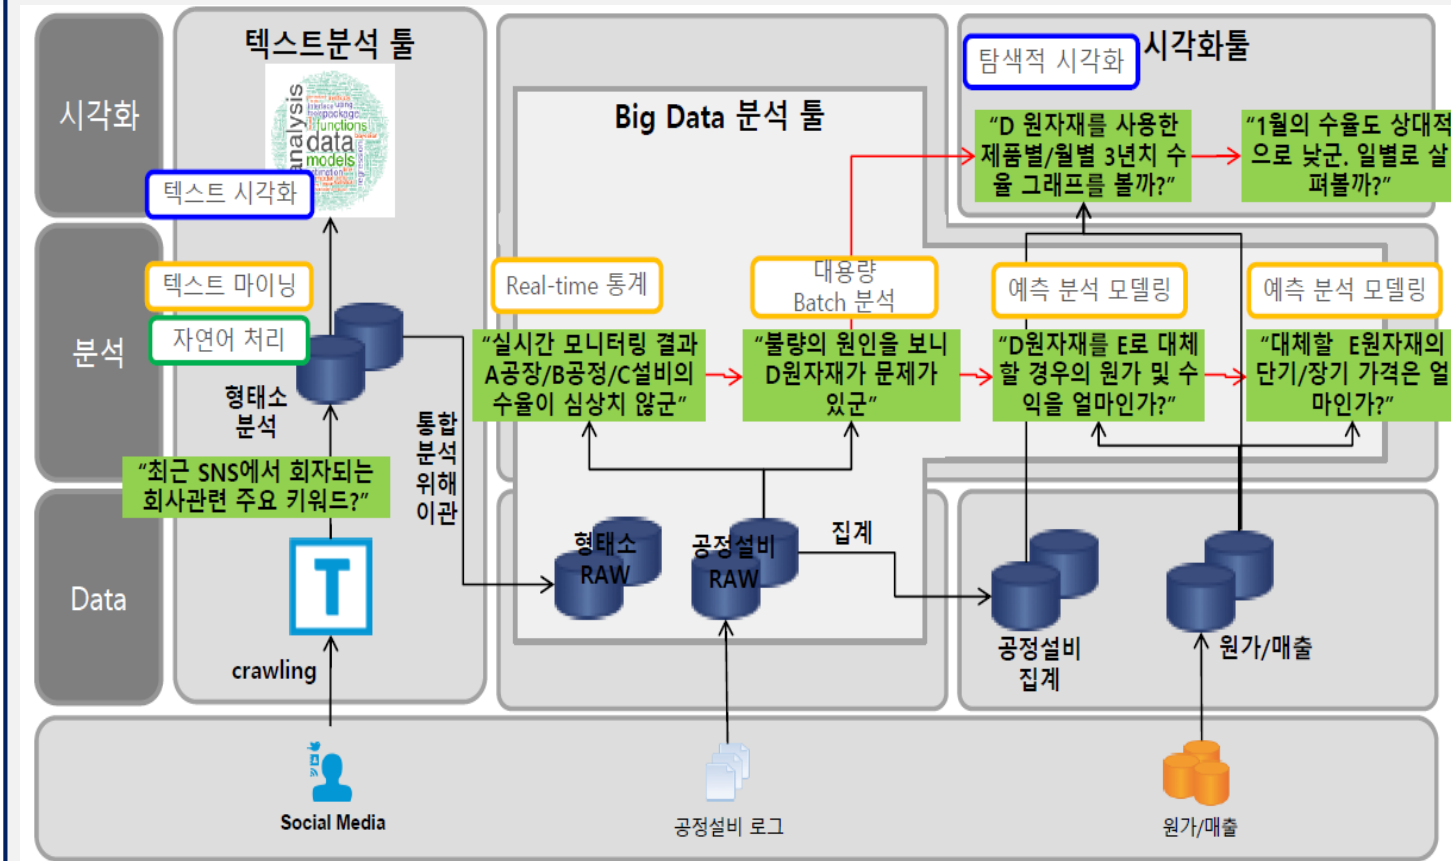 시각화
분석
Data
텍스트분석 툴
analysis
using
package
functions
data
models
regression
텍스트 시각화
텍스트 마이닝
자연어 처리
형태소
분석
“최근 SNS에서 회자되는
회사관련 주요 키워드?”
T
crawling
통합
분석
위해
이관
Big Data 분석 툴
Real-time 통계
“실시간 모니터링 결과
A공장/B공정/C설비의
수율이 심상치 않군”
대용량
Batch 분석
“불량의 원인을 보니
D원자재가 문제가
있군”
형태소
RAW
공정설비
RAW
집계
시각화툴
탐색적 시각화
“D 원자재를 사용한
제품별/월별 3년치 수
율 그래프를 볼까?”
“1월의 수율도 상대적
으로 낮군. 일별로 살
펴볼까?”
예측 분석 모델링
“D원자재를 E로 대체
할 경우의 원가 및 수
익을 얼마인가?”
예측 분석 모델링
“대체할 E원자재의
단기/장기 가격은 얼
마인가?”
공정설비
집계
원가/매출
Social Media
공정설비 로그
원가/매출